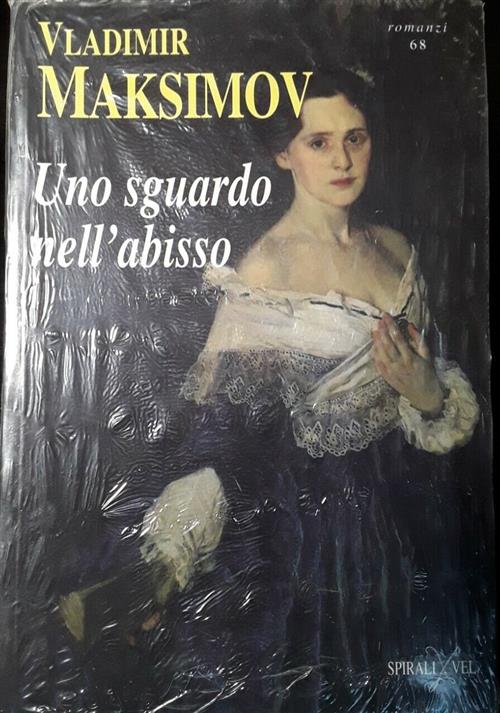 VLADIMIR
MAKSIMOV
romanzi
68
Uno sguardo
nell'abisso
SPIRALI VEL